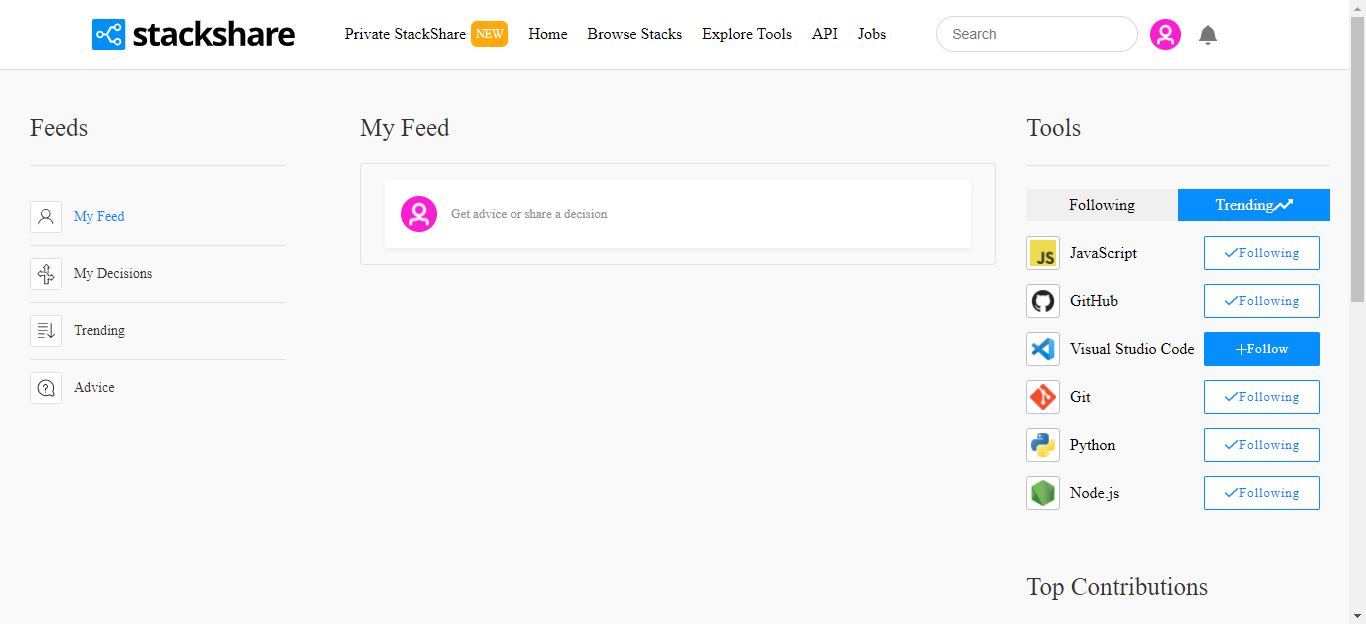 stackshare
Private StackShare NEW Home Browse Stacks Explore Tools API Jobs Search
Feeds
My Feed
My Decisions
Trending
Advice
My Feed
Get advice or share a decision
Tools
Following Trending
JS JavaScript Following
GitHub Following
Visual Studio Code +Follow
Git Following
Python Following
Node.js Following
Top Contributions